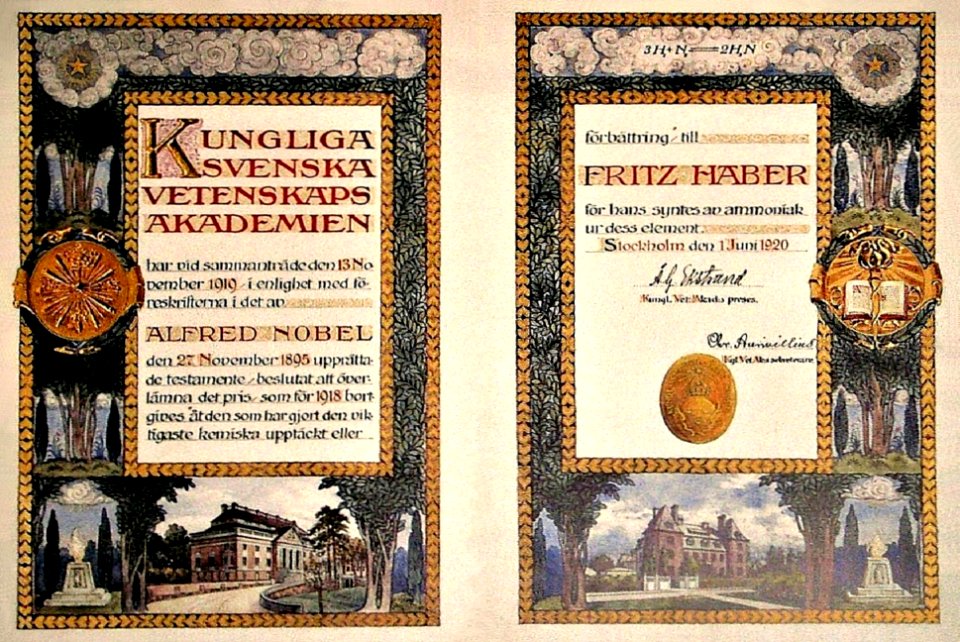 KUNGLIGA
SVENSKA
VETENSKAPS
AKADEMIEN
har vid sammanträde den 13 No
vember 1919 i enlighet med fö-
reskrifterna i det av
ALFRED NOBEL
den 27 November 1895 upprätta-
de testamente beslutat att över-
lämna det pris som för 1918 bort-
gives "åt den som har gjort den vik-
tigaste kemiska upptäckt eller
3H₂+N₂═2H₃N
förbättring" till
FRITZ HABER
för hans syntes av ammoniak
ur dess element.
Stockholm den 1 Juni 1920
Å G Ekstrand
Kungl. Vet. Akad:s preses.
Chr. Aurivillius
Kgl. Vet. Aks sekreterare